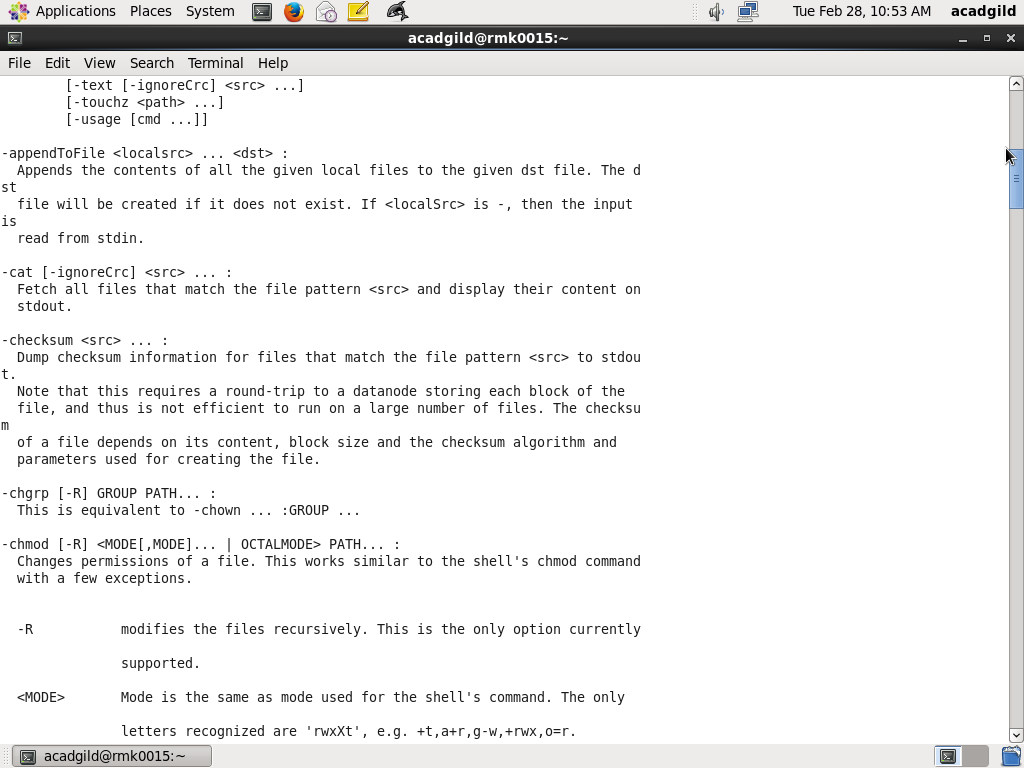 Applications Places System Tue Feb 28, 10:53 AM acadgild
acadgild@rmk0015:~
File Edit View Search Terminal Help
        [-text [-ignoreCrc] <src> ...]
        [-touchz <path> ...]
        [-usage [cmd ...]]
-appendToFile <localsrc> ... <dst> :
  Appends the contents of all the given local files to the given dst file. The d
st
  file will be created if it does not exist. If <localSrc> is -, then the input
is
  read from stdin.
-cat [-ignoreCrc] <src> ... :
  Fetch all files that match the file pattern <src> and display their content on
  stdout.
-checksum <src> ... :
  Dump checksum information for files that match the file pattern <src> to stdou
t.
  Note that this requires a round-trip to a datanode storing each block of the
  file, and thus is not efficient to run on a large number of files. The checksu
m
  of a file depends on its content, block size and the checksum algorithm and
  parameters used for creating the file.
-chgrp [-R] GROUP PATH... :
  This is equivalent to -chown ... :GROUP ...
-chmod [-R] <MODE[,MODE]... | OCTALMODE> PATH... :
  Changes permissions of a file. This works similar to the shell's chmod command
  with a few exceptions.
  -R           modifies the files recursively. This is the only option currently
               supported.
  <MODE>       Mode is the same as mode used for the shell's command. The only
               letters recognized are 'rwxXt', e.g. +t,a+r,g-w,+rwx,o=r.
acadgild@rmk0015:~